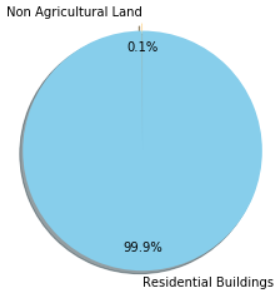 Non Agricultural Land
0.1%
99.9%
Residential Buildings